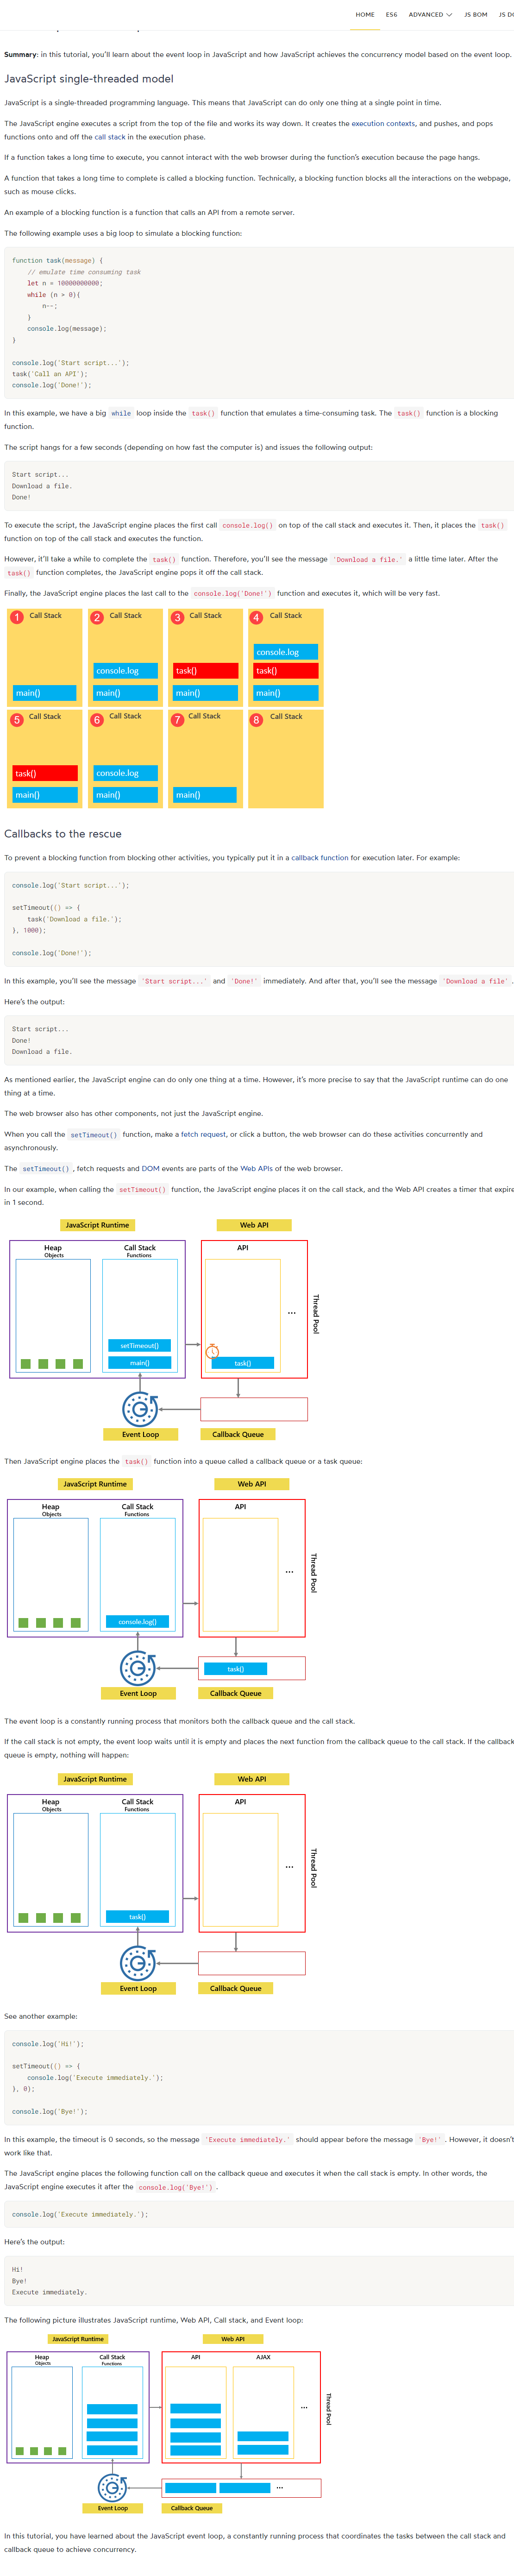 HOME ES6 ADVANCED JS BOM
Summary: in this tutorial, you'll learn about the event loop in JavaScript and how JavaScript achieves the concurrency model based on the event loop.
JavaScript single-threaded model
JavaScript is a single-threaded programming language. This means that JavaScript can do only one thing at a single point in time.
The JavaScript engine executes a script from the top of the file and works its way down. It creates the execution contexts, and pushes, and pops
functions onto and off the call stack in the execution phase.
If a function takes a long time to execute, you cannot interact with the web browser during the function's execution because the page hangs.
A function that takes a long time to complete is called a blocking function. Technically, a blocking function blocks all the interactions on the webpage,
such as mouse clicks.
An example of a blocking function is a function that calls an API from a remote server.
The following example uses a big loop to simulate a blocking function:
function task(message) {
// emulate time consuming task
let n = 10000000000;
while (n > 0){
n--;
}
console.log(message);
}
console.log('Start script...');
task('Call an API');
console.log('Done!');
In this example, we have a big while loop inside the task() function that emulates a time-consuming task. The task() function is a blocking
function.
The script hangs for a few seconds (depending on how fast the computer is) and issues the following output:
Start script...
Download a file.
Done!
To execute the script, the JavaScript engine places the first call console.log() on top of the call stack and executes it. Then, it places the task()
function on top of the call stack and executes the function.
However, it'll take a while to complete the task() function. Therefore, you'll see the message 'Download a file.' a little time later. After the
task() function completes, the JavaScript engine pops it off the call stack.
Finally, the JavaScript engine places the last call to the console.log('Done!') function and executes it, which will be very fast.
1 Call Stack
main()
2 Call Stack
console.log
main()
3 Call Stack
task()
main()
4 Call Stack
console.log
task()
main()
5 Call Stack
task()
main()
6 Call Stack
console.log
main()
7 Call Stack
main()
8 Call Stack
Callbacks to the rescue
To prevent a blocking function from blocking other activities, you typically put it in a callback function for execution later. For example:
console.log('Start script...');
setTimeout(() => {
task('Download a file.');
}, 1000);
console.log('Done!');
In this example, you'll see the message 'Start script...' and 'Done!' immediately. And after that, you'll see the message 'Download a file'.
Here's the output:
Start script...
Done!
Download a file.
As mentioned earlier, the JavaScript engine can do only one thing at a time. However, it's more precise to say that the JavaScript runtime can do one
thing at a time.
The web browser also has other components, not just the JavaScript engine.
When you call the setTimeout() function, make a fetch request, or click a button, the web browser can do these activities concurrently and
asynchronously.
The setTimeout(), fetch requests and DOM events are parts of the Web APIs of the web browser.
In our example, when calling the setTimeout() function, the JavaScript engine places it on the call stack, and the Web API creates a timer that expire
in 1 second.
JavaScript Runtime
Web API
Heap
Objects
Call Stack
Functions
API
setTimeout()
main()
task()
...
Thread Pool
Event Loop
Callback Queue
Then JavaScript engine places the task() function into a queue called a callback queue or a task queue:
JavaScript Runtime
Web API
Heap
Objects
Call Stack
Functions
API
console.log()
...
Thread Pool
task()
Event Loop
Callback Queue
The event loop is a constantly running process that monitors both the callback queue and the call stack.
If the call stack is not empty, the event loop waits until it is empty and places the next function from the callback queue to the call stack. If the callback
queue is empty, nothing will happen:
JavaScript Runtime
Web API
Heap
Objects
Call Stack
Functions
API
task()
...
Thread Pool
Event Loop
Callback Queue
See another example:
console.log('Hi!');
setTimeout(() => {
console.log('Execute immediately.');
}, 0);
console.log('Bye!');
In this example, the timeout is 0 seconds, so the message 'Execute immediately.' should appear before the message 'Bye!'. However, it doesn't
work like that.
The JavaScript engine places the following function call on the callback queue and executes it when the call stack is empty. In other words, the
JavaScript engine executes it after the console.log('Bye!').
console.log('Execute immediately.');
Here's the output:
Hi!
Bye!
Execute immediately.
The following picture illustrates JavaScript runtime, Web API, Call stack, and Event loop:
JavaScript Runtime
Web API
Heap
Objects
Call Stack
Functions
API
AJAX
...
Thread Pool
...
Event Loop
Callback Queue
In this tutorial, you have learned about the JavaScript event loop, a constantly running process that coordinates the tasks between the call stack and
callback queue to achieve concurrency.